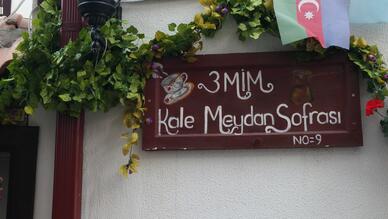 3 MİM
Kale Meydan Sofrası
NO=9